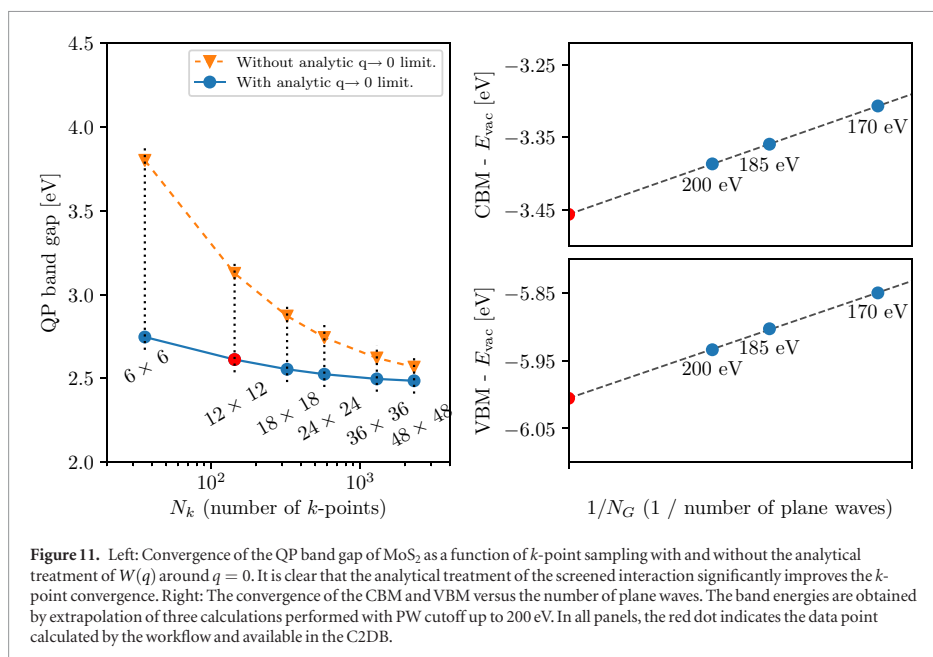 4.5
4.0
3.5
3.0
2.5
2.0
QP band gap [eV]
Without analytic q→ 0 limit.
With analytic q→ 0 limit.
6 × 6
12 × 12
18 × 18
24 × 24
36 × 36
48 × 48
10²
10³
N_k (number of k-points)
−3.25
−3.35
−3.45
CBM - E_vac [eV]
170 eV
185 eV
200 eV
−5.85
−5.95
−6.05
VBM - E_vac [eV]
170 eV
185 eV
200 eV
1/N_G (1 / number of plane waves)
Figure 11. Left: Convergence of the QP band gap of MoS₂ as a function of k-point sampling with and without the analytical
treatment of W(q) around q = 0. It is clear that the analytical treatment of the screened interaction significantly improves the k-
point convergence. Right: The convergence of the CBM and VBM versus the number of plane waves. The band energies are obtained
by extrapolation of three calculations performed with PW cutoff up to 200 eV. In all panels, the red dot indicates the data point
calculated by the workflow and available in the C2DB.